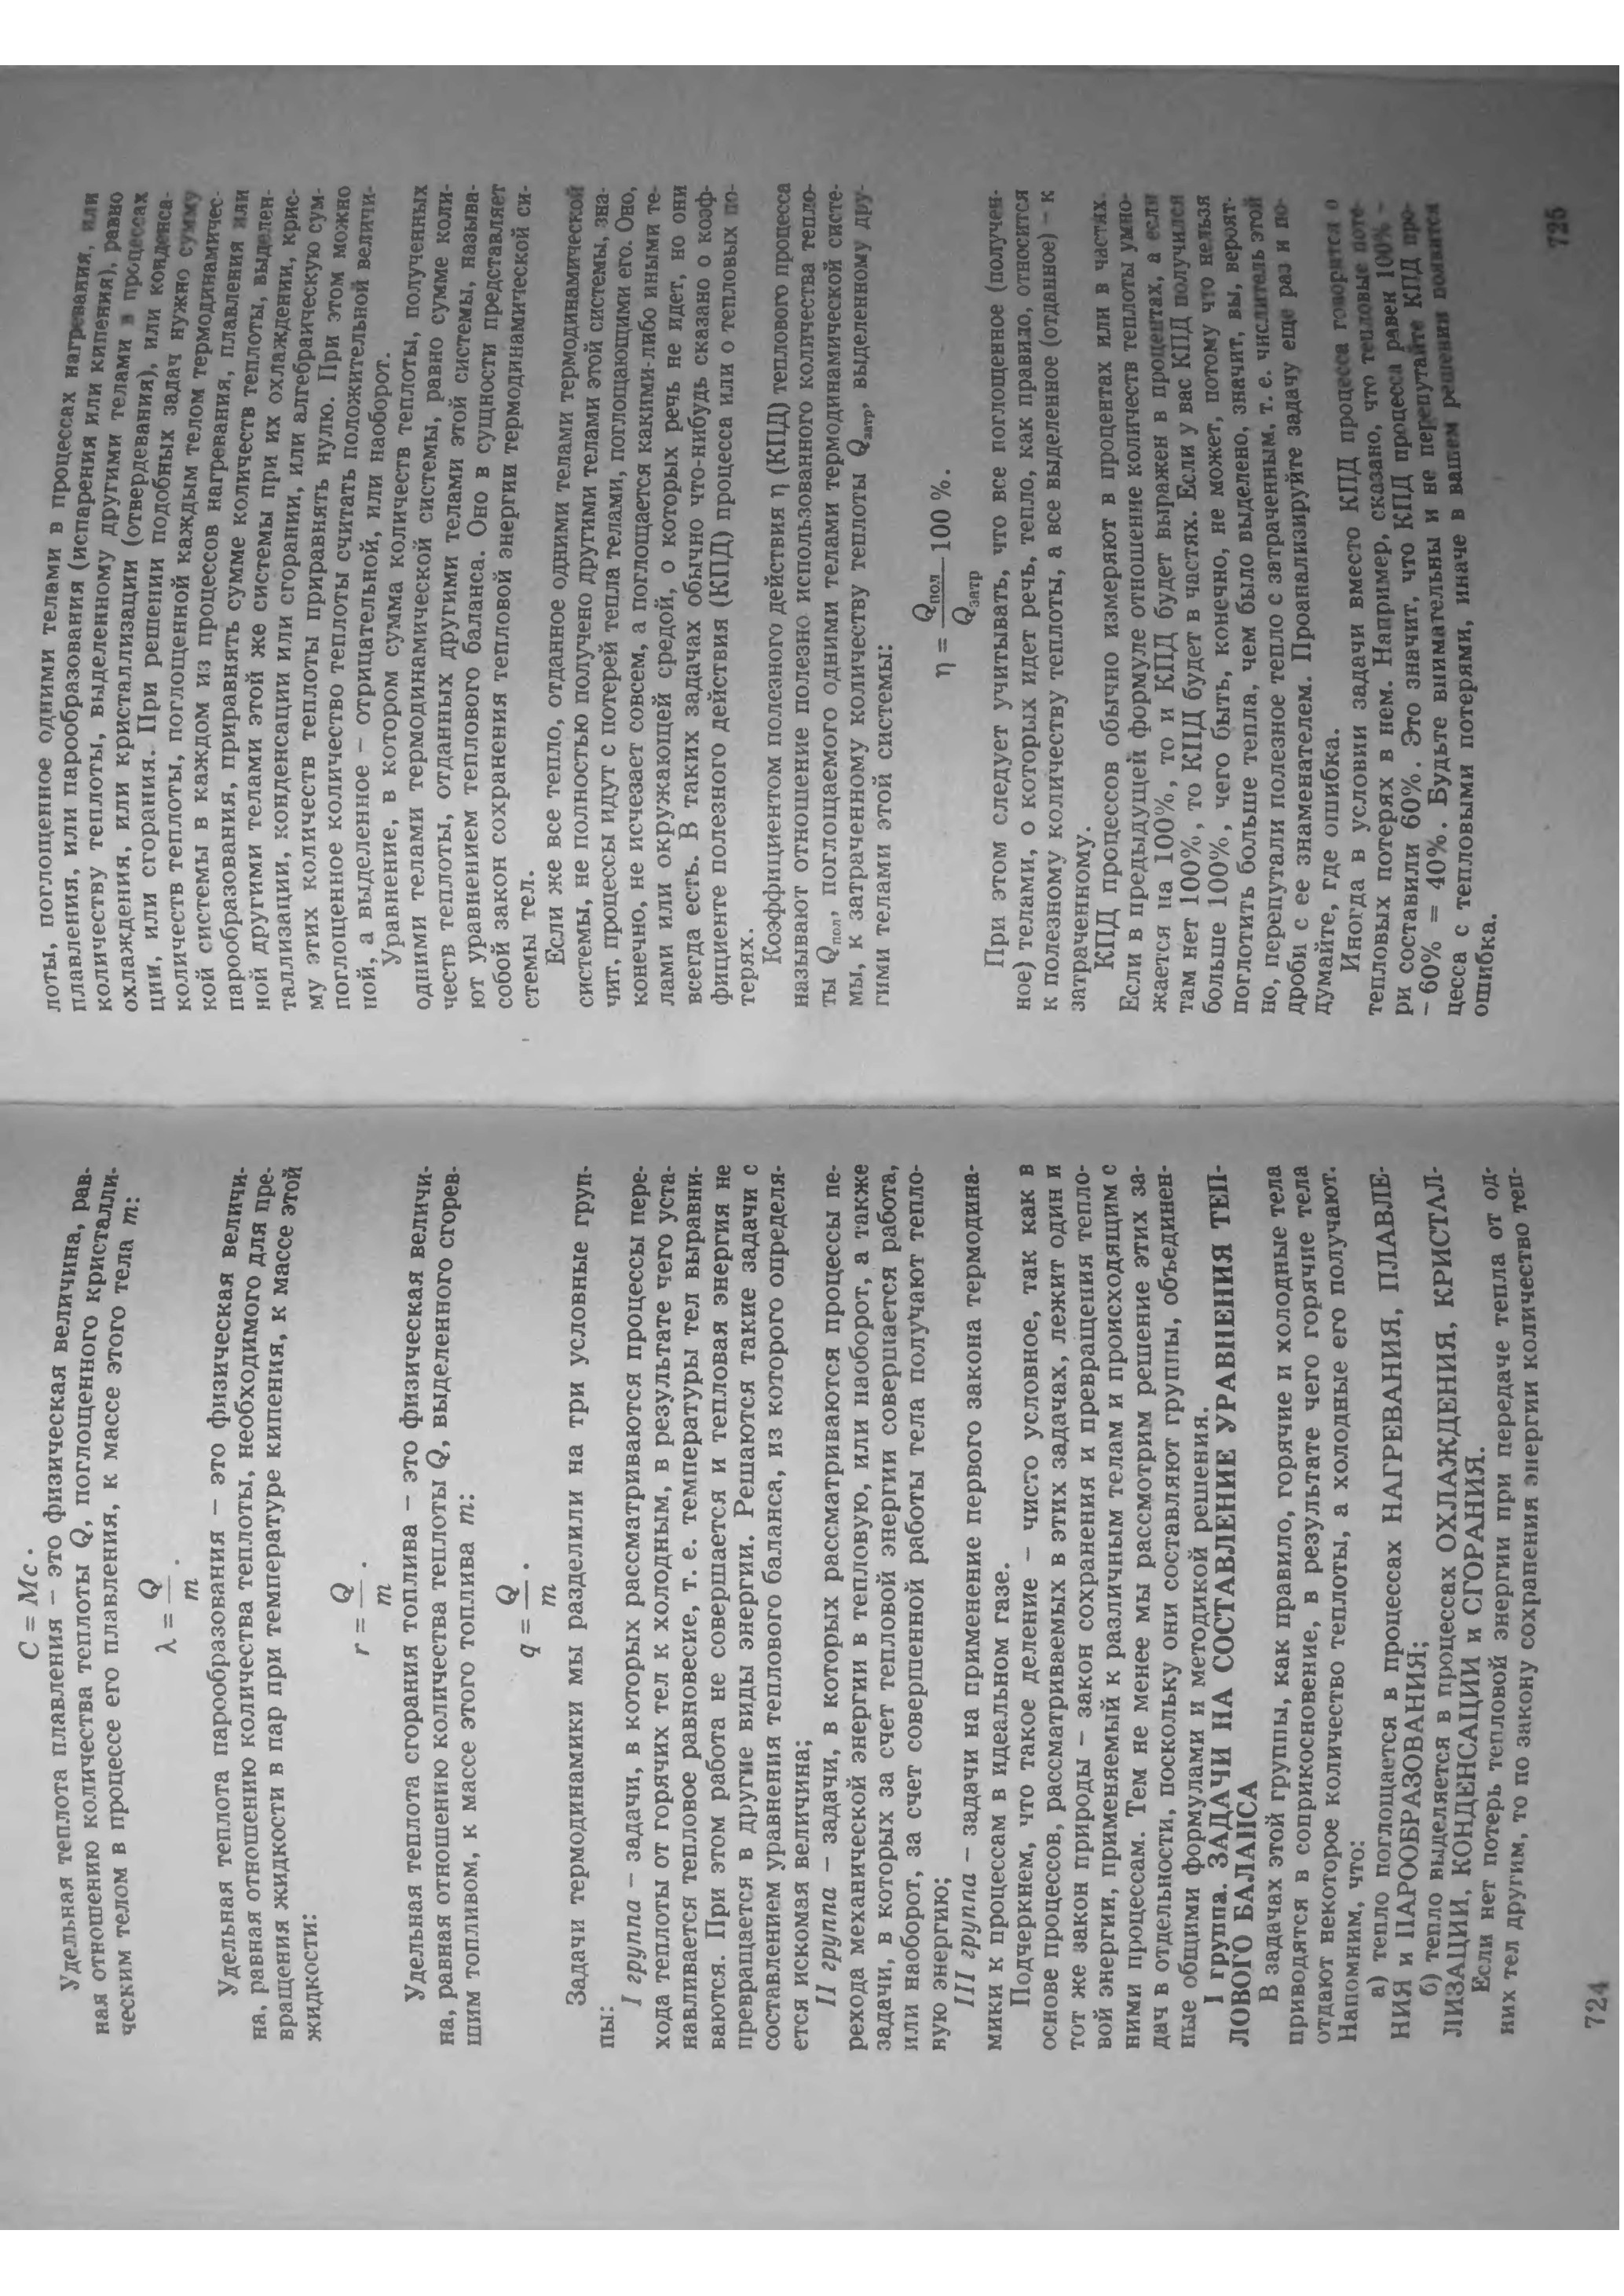 C = Mc .
Удельная теплота плавления – это физическая величина, рав-
ная отношению количества теплоты Q, поглощенного кристалли-
ческим телом в процессе его плавления, к массе этого тела m:
λ = Q/m .
Удельная теплота парообразования – это физическая величи-
на, равная отношению количества теплоты, необходимого для пре-
вращения жидкости в пар при температуре кипения, к массе этой
жидкости:
r = Q/m .
Удельная теплота сгорания топлива – это физическая величи-
на, равная отношению количества теплоты Q, выделенного сгорев-
шим топливом, к массе этого топлива m:
q = Q/m .
Задачи термодинамики мы разделили на три условные груп-
пы:
I группа – задачи, в которых рассматриваются процессы пере-
хода теплоты от горячих тел к холодным, в результате чего уста-
навливается тепловое равновесие, т. е. температуры тел выравни-
ваются. При этом работа не совершается и тепловая энергия не
превращается в другие виды энергии. Решаются такие задачи с
составлением уравнения теплового баланса, из которого определя-
ется искомая величина;
II группа – задачи, в которых рассматриваются процессы пе-
рехода механической энергии в тепловую, или наоборот, а также
задачи, в которых за счет тепловой энергии совершается работа,
или наоборот, за счет совершенной работы тела получают тепло-
вую энергию;
III группа – задачи на применение первого закона термодина-
мики к процессам в идеальном газе.
Подчеркнем, что такое деление – чисто условное, так как в
основе процессов, рассматриваемых в этих задачах, лежит один и
тот же закон природы – закон сохранения и превращения тепло-
вой энергии, применяемый к различным телам и происходящим с
ними процессам. Тем не менее мы рассмотрим решение этих за-
дач в отдельности, поскольку они составляют группы, объединен-
ные общими формулами и методикой решения.
I группа. ЗАДАЧИ НА СОСТАВЛЕНИЕ УРАВНЕНИЯ ТЕП-
ЛОВОГО БАЛАНСА
В задачах этой группы, как правило, горячие и холодные тела
приводятся в соприкосновение, в результате чего горячие тела
отдают некоторое количество теплоты, а холодные его получают.
Напомним, что:
а) тепло поглощается в процессах НАГРЕВАНИЯ, ПЛАВЛЕ-
НИЯ и ПАРООБРАЗОВАНИЯ;
б) тепло выделяется в процессах ОХЛАЖДЕНИЯ, КРИСТАЛ-
ЛИЗАЦИИ, КОНДЕНСАЦИИ и СГОРАНИЯ.
Если нет потерь тепловой энергии при передаче тепла от од-
них тел другим, то по закону сохранения энергии количество теп-
724
лоты, поглощенное одними телами в процессах нагревания, или
плавления, или парообразования (испарения или кипения), равно
количеству теплоты, выделенному другими телами в процессах
охлаждения, или кристаллизации (отвердевания), или конденса-
ции, или сгорания. При решении подобных задач нужно сумму
количеств теплоты, поглощенной каждым телом термодинамичес-
кой системы в каждом из процессов нагревания, плавления или
парообразования, приравнять сумме количеств теплоты, выделен-
ной другими телами этой же системы при их охлаждении, крис-
таллизации, конденсации или сгорании, или алгебраическую сум-
му этих количеств теплоты приравнять нулю. При этом можно
поглощенное количество теплоты считать положительной величи-
ной, а выделенное – отрицательной, или наоборот.
Уравнение, в котором сумма количеств теплоты, полученных
одними телами термодинамической системы, равно сумме коли-
честв теплоты, отданных другими телами этой системы, называ-
ют уравнением теплового баланса. Оно в сущности представляет
собой закон сохранения тепловой энергии термодинамической си-
стемы тел.
Если же все тепло, отданное одними телами термодинамической
системы, не полностью получено другими телами этой системы, зна-
чит, процессы идут с потерей тепла телами, поглощающими его. Оно,
конечно, не исчезает совсем, а поглощается какими-либо иными те-
лами или окружающей средой, о которых речь не идет, но они
всегда есть. В таких задачах обычно что-нибудь сказано о коэф-
фициенте полезного действия (КПД) процесса или о тепловых по-
терях.
Коэффициентом полезного действия η (КПД) теплового процесса
называют отношение полезно использованного количества тепло-
ты Qпол, поглощаемого одними телами термодинамической систе-
мы, к затраченному количеству теплоты Qзатр, выделенному дру-
гими телами этой системы:
η = Qпол/Qзатр 100 % .
При этом следует учитывать, что все поглощенное (получен-
ное) телами, о которых идет речь, тепло, как правило, относится
к полезному количеству теплоты, а все выделенное (отданное) – к
затраченному.
КПД процессов обычно измеряют в процентах или в частях.
Если в предыдущей формуле отношение количеств теплоты умно-
жается на 100%, то и КПД будет выражен в процентах, а если
там нет 100%, то КПД будет в частях. Если у вас КПД получился
больше 100%, чего быть, конечно, не может, потому что нельзя
поглотить больше тепла, чем было выделено, значит, вы, вероят-
но, перепутали полезное тепло с затраченным, т. е. числитель этой
дроби с ее знаменателем. Проанализируйте задачу еще раз и по-
думайте, где ошибка.
Иногда в условии задачи вместо КПД процесса говорится о
тепловых потерях в нем. Например, сказано, что тепловые поте-
ри составили 60%. Это значит, что КПД процесса равен 100% –
– 60% = 40%. Будьте внимательны и не перепутайте КПД про-
цесса с тепловыми потерями, иначе в вашем решении появится
ошибка.
725